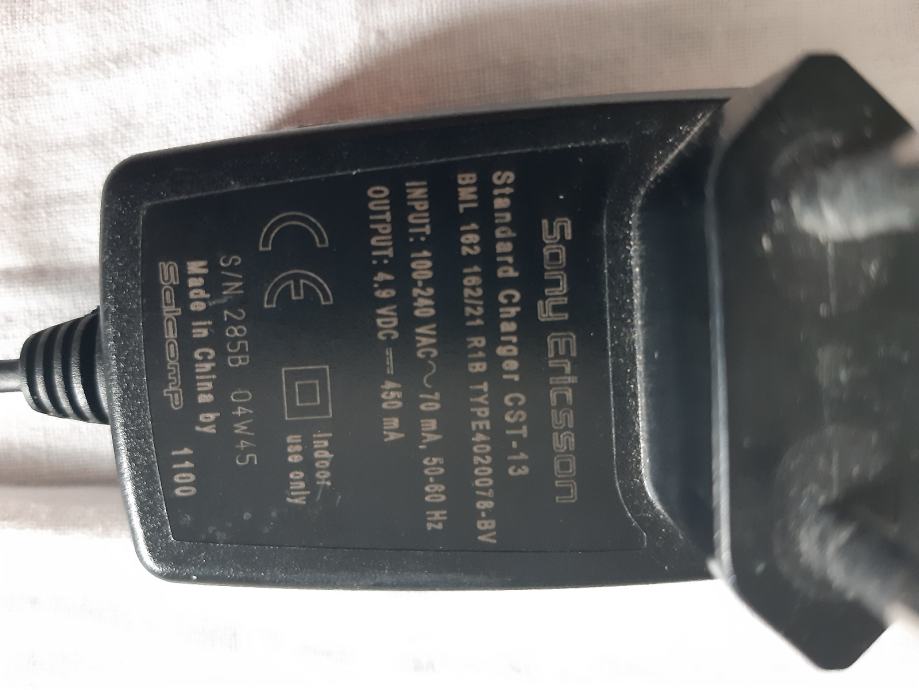 Sony Ericsson
Standard Charger CST-13
BML 162 162/21 R1B TYPE4020078-BV
INPUT: 100-240 VAC~70 mA, 50-60 Hz
OUTPUT: 4.9 VDC ⎓ 450 mA
CE
Indoor
use only
S/N 285B 04W45
Made in China by 1100
Salcomp